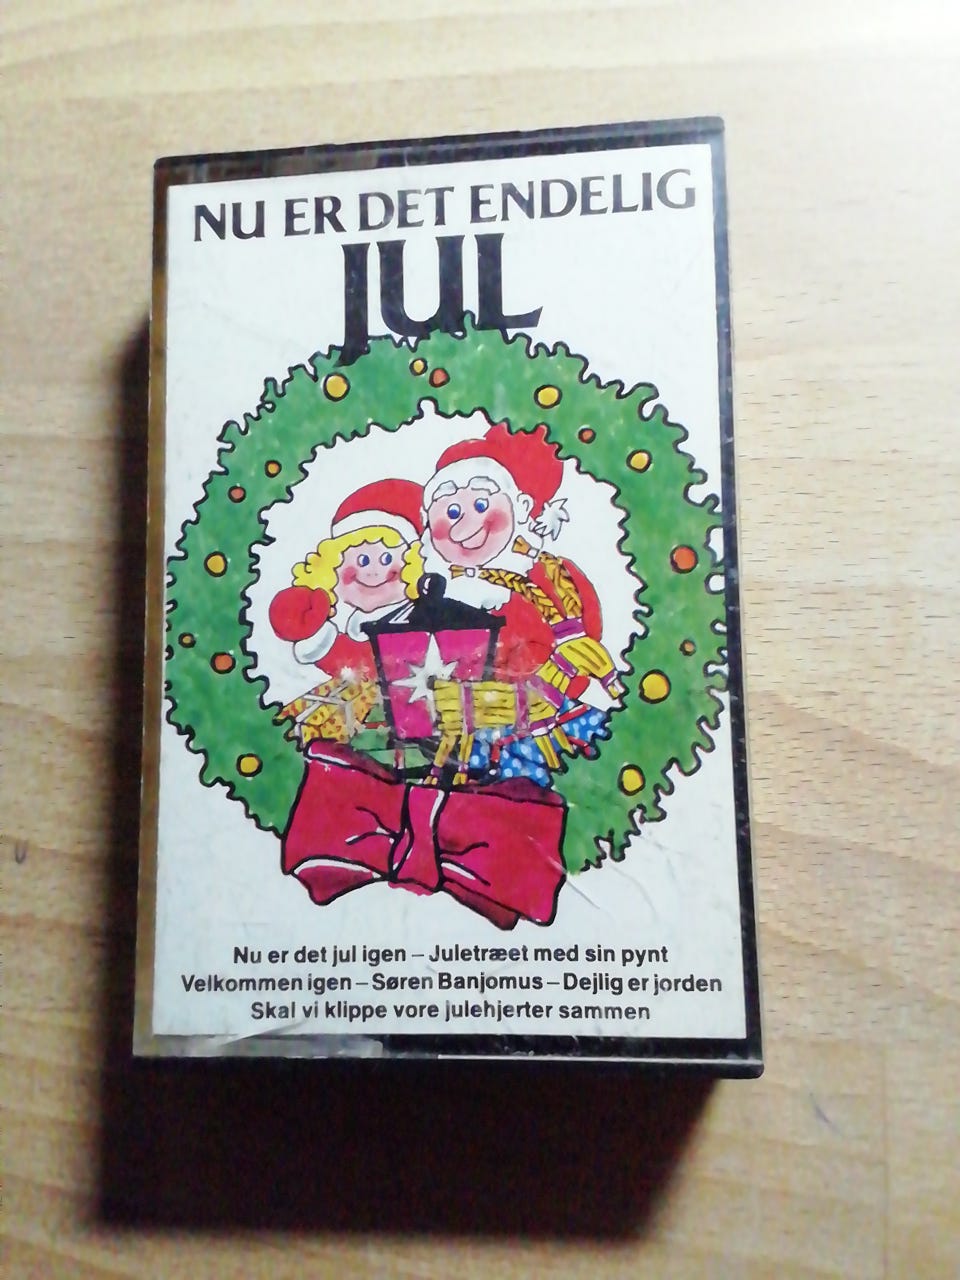 NU ER DET ENDELIG
JUL
Nu er det jul igen – Juletræet med sin pynt
Velkommen igen – Søren Banjomus – Dejlig er jorden
Skal vi klippe vore julehjerter sammen